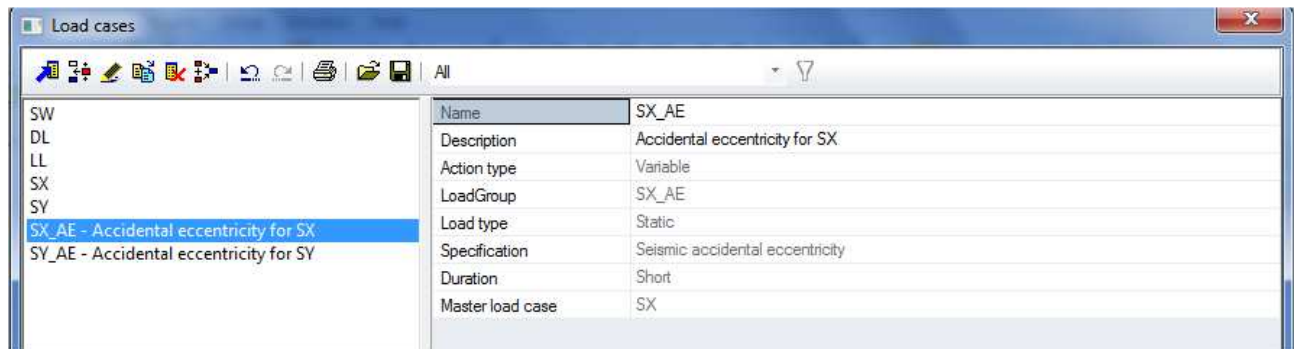 Load cases
All
SW
DL
LL
SX
SY
SX_AE - Accidental eccentricity for SX
SY_AE - Accidental eccentricity for SY
Name SX_AE
Description Accidental eccentricity for SX
Action type Variable
LoadGroup SX_AE
Load type Static
Specification Seismic accidental eccentricity
Duration Short
Master load case SX